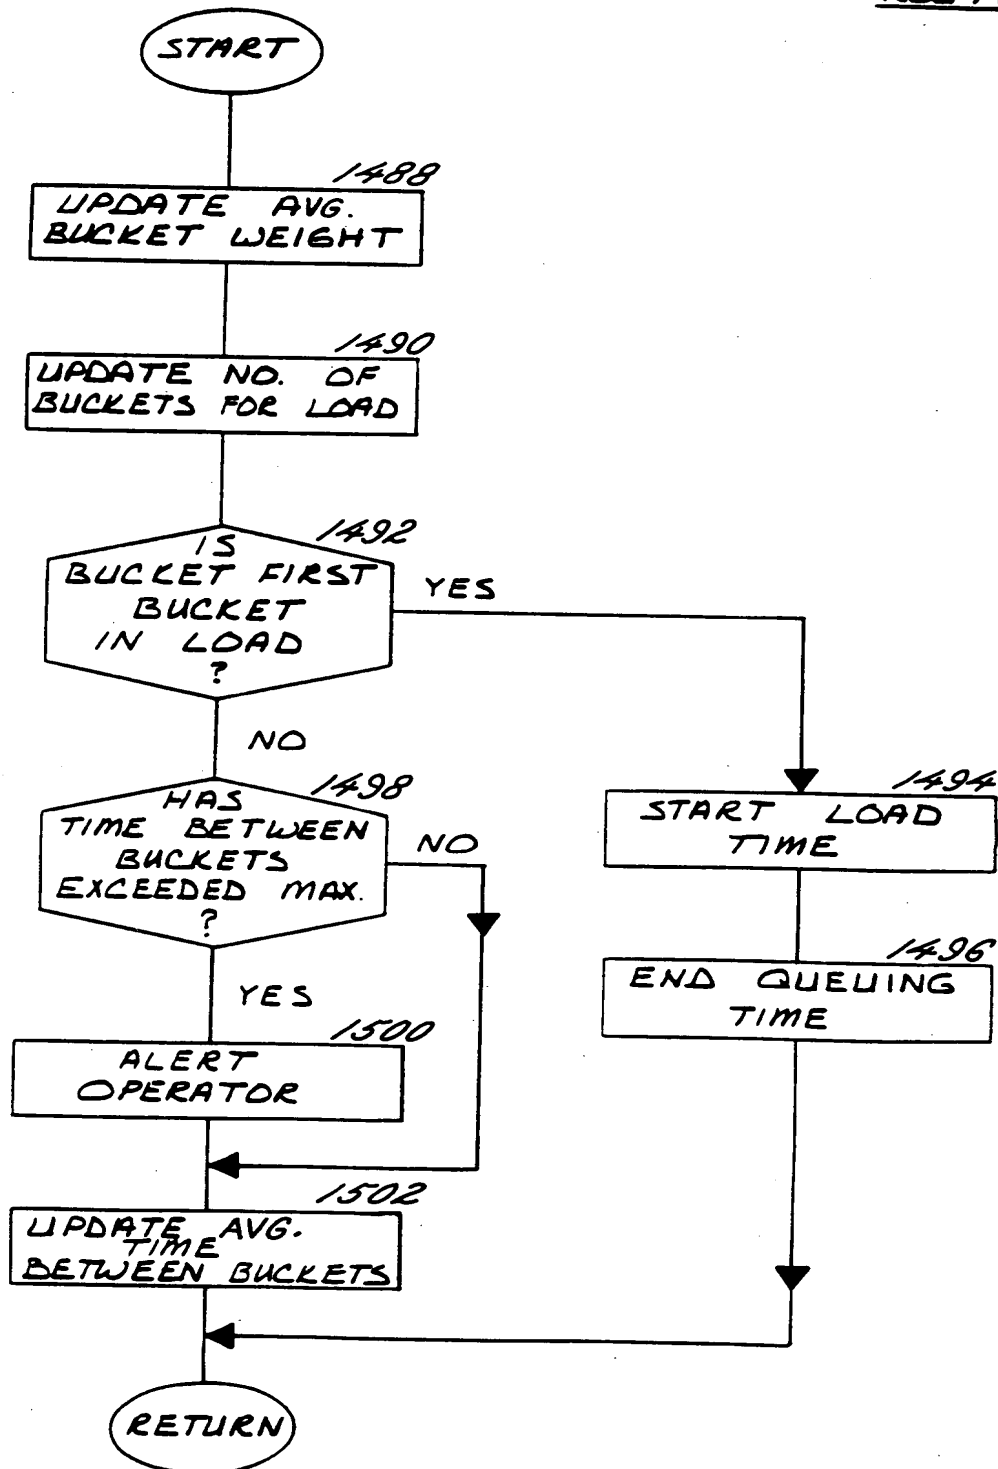 START
1488
UPDATE AVG.
BUCKET WEIGHT
1490
UPDATE NO. OF
BUCKETS FOR LOAD
1492
IS
BUCKET FIRST
BUCKET
IN LOAD
?
YES
NO
1498
HAS
TIME BETWEEN
BUCKETS
EXCEEDED MAX.
?
NO
YES
1494
START LOAD
TIME
1496
END QUEUING
TIME
1500
ALERT
OPERATOR
1502
UPDATE AVG.
TIME
BETWEEN BUCKETS
RETURN